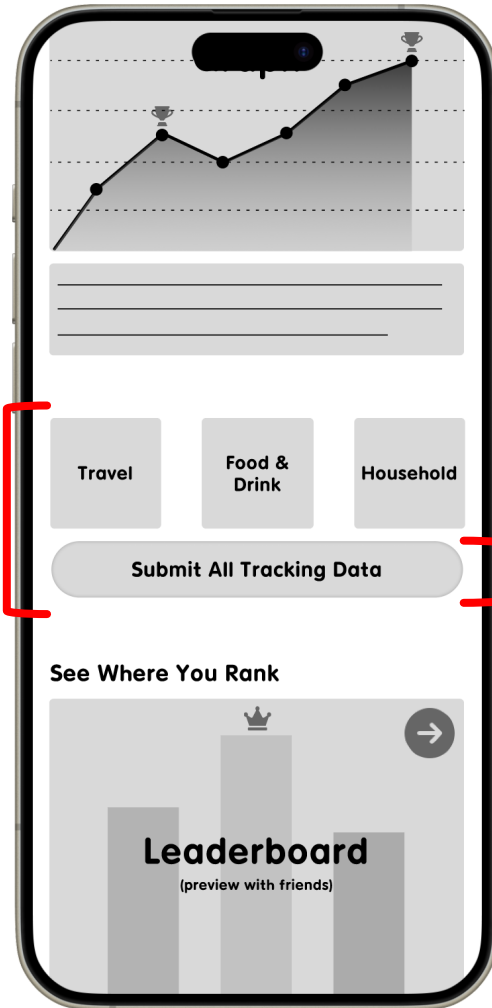 Travel
Food &
Drink
Household
Submit All Tracking Data
See Where You Rank
Leaderboard
(preview with friends)